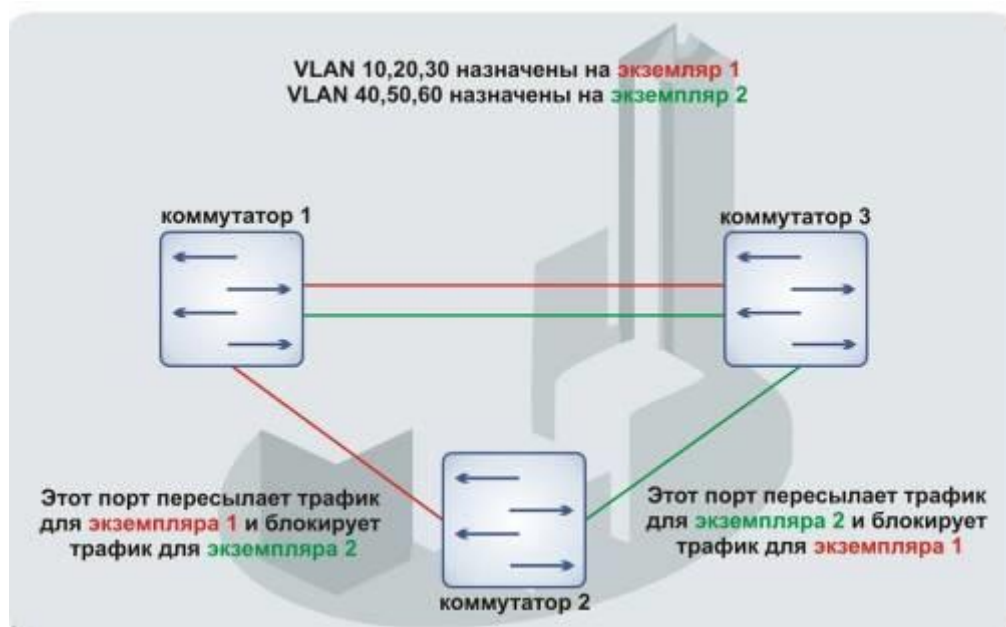 VLAN 10,20,30 назначены на экземляр 1
VLAN 40,50,60 назначены на экземпляр 2
коммутатор 1
коммутатор 3
Этот порт пересылает трафик
для экземпляра 1 и блокирует
трафик для экземпляра 2
Этот порт пересылает трафик
для экземпляра 2 и блокирует
трафик для экземпляра 1
коммутатор 2